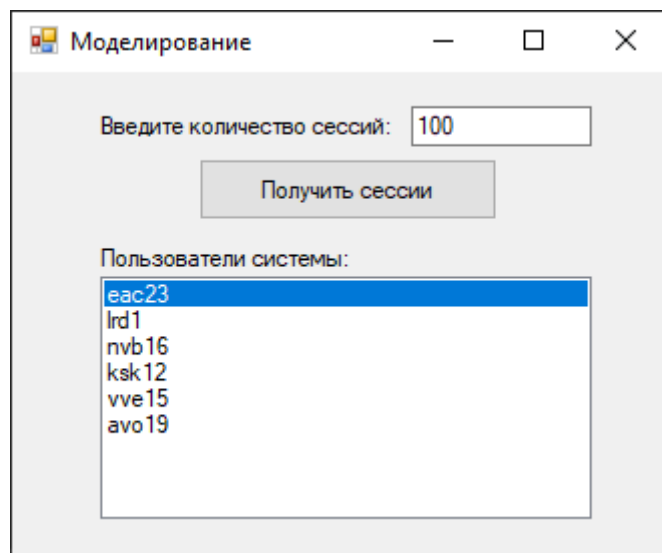 Моделирование
Введите количество сессий: 100
Получить сессии
Пользователи системы:
eac23
lrd1
nvb16
ksk12
vve15
avo19